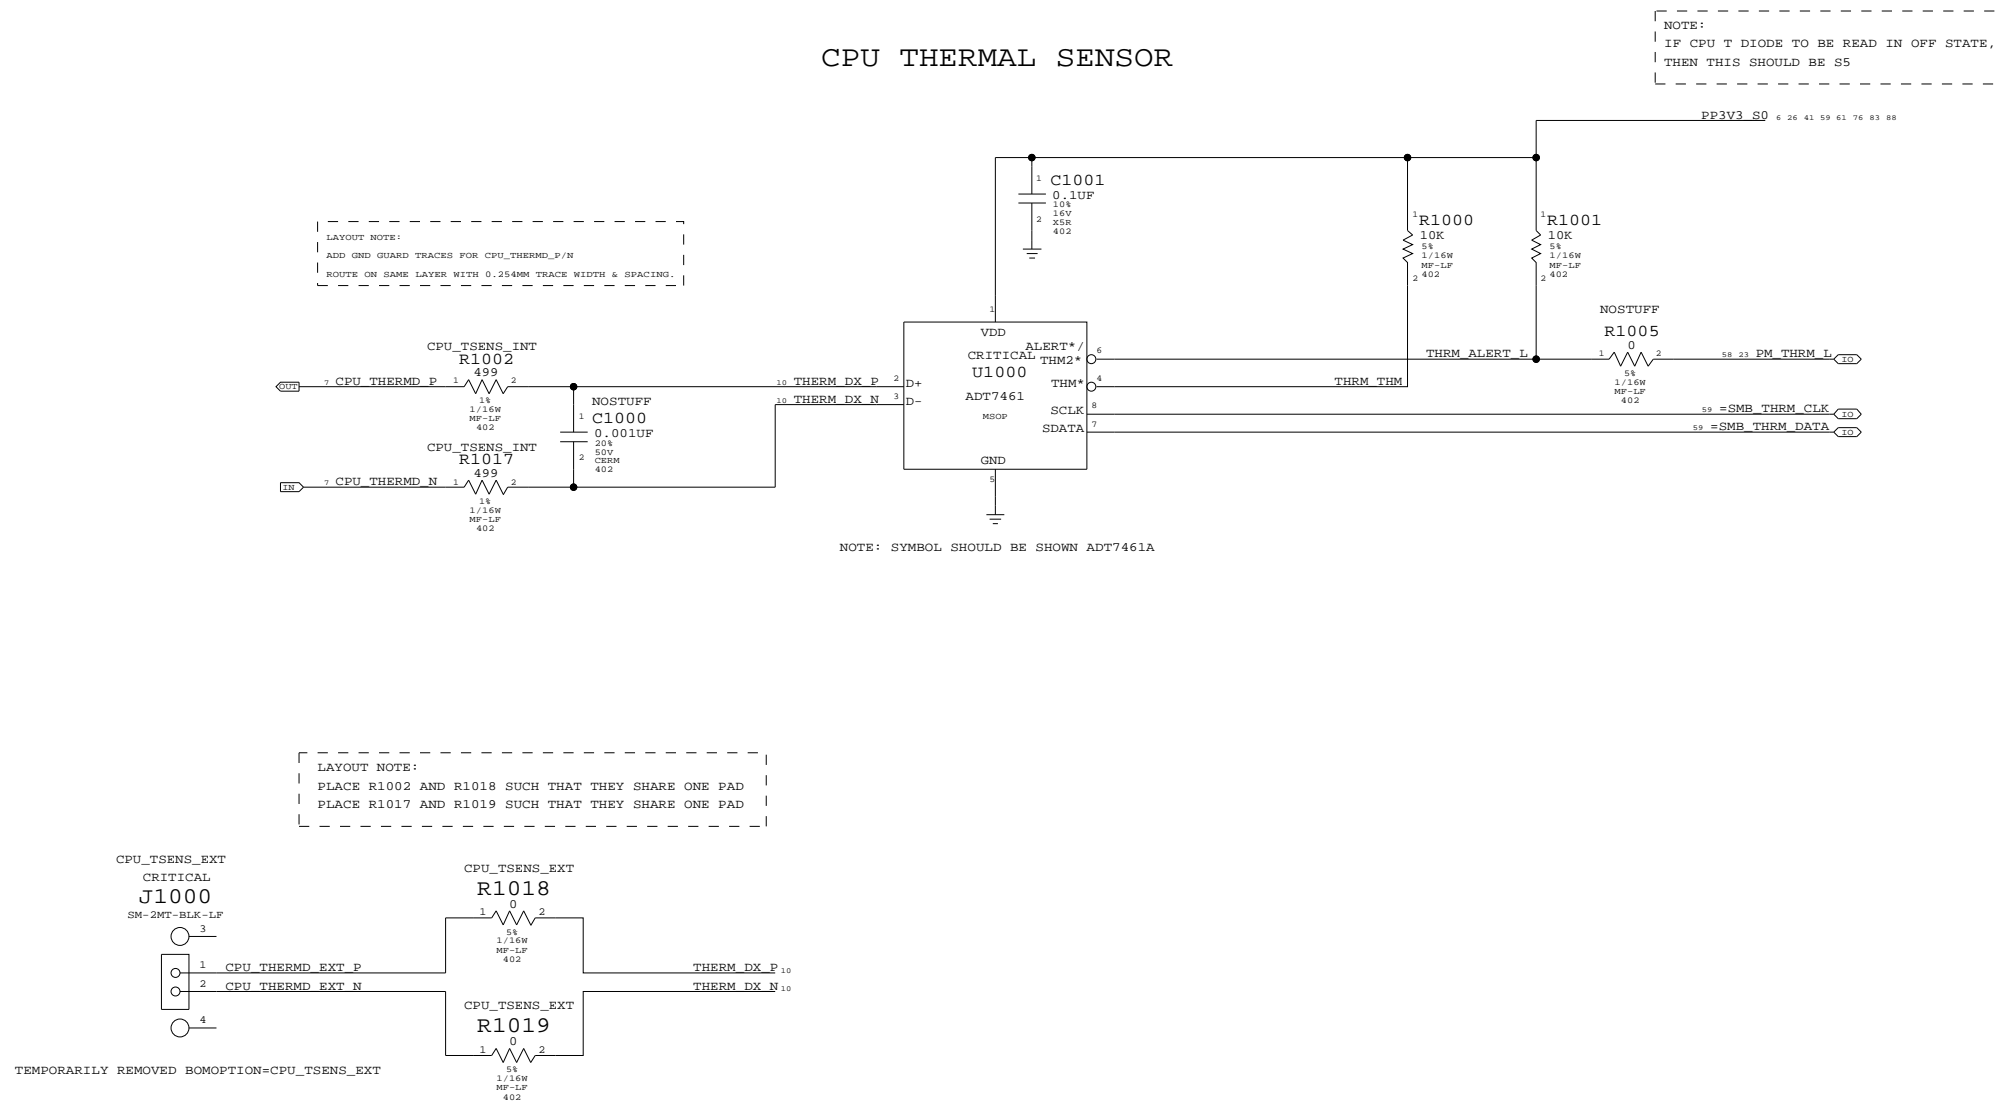 NOTE:
IF CPU T DIODE TO BE READ IN OFF STATE,
THEN THIS SHOULD BE S5
CPU THERMAL SENSOR
PP3V3_S0 6 26 41 59 61 76 83 88
1 C1001
0.1UF
10%
16V
2 X5R
402
1 R1000
10K
5%
1/16W
MF-LF
2 402
1 R1001
10K
5%
1/16W
MF-LF
2 402
LAYOUT NOTE:
ADD GND GUARD TRACES FOR CPU_THERMD_P/N
ROUTE ON SAME LAYER WITH 0.254MM TRACE WIDTH & SPACING.
NOSTUFF
R1005
0
1 2
5%
1/16W
MF-LF
402
58 23 PM_THRM_L IO
1
VDD
ALERT*/
THM2*
6
THRM_ALERT_L
CRITICAL
U1000
ADT7461
MSOP
THM*
4
THRM_THM
SCLK
8
59 =SMB_THRM_CLK IO
SDATA
7
59 =SMB_THRM_DATA IO
GND
5
CPU_TSENS_INT
R1002
499
OUT 7 CPU_THERMD_P 1 2
1%
1/16W
MF-LF
402
10 THERM_DX_P 2 D+
10 THERM_DX_N 3 D-
NOSTUFF
1 C1000
0.001UF
20%
50V
2 CERM
402
CPU_TSENS_INT
R1017
499
IN 7 CPU_THERMD_N 1 2
1%
1/16W
MF-LF
402
NOTE: SYMBOL SHOULD BE SHOWN ADT7461A
LAYOUT NOTE:
PLACE R1002 AND R1018 SUCH THAT THEY SHARE ONE PAD
PLACE R1017 AND R1019 SUCH THAT THEY SHARE ONE PAD
CPU_TSENS_EXT
CRITICAL
J1000
SM-2MT-BLK-LF
3
1 CPU_THERMD_EXT_P
2 CPU_THERMD_EXT_N
4
CPU_TSENS_EXT
R1018
0
1 2
5%
1/16W
MF-LF
402
THERM_DX_P 10
THERM_DX_N 10
CPU_TSENS_EXT
R1019
0
1 2
5%
1/16W
MF-LF
402
TEMPORARILY REMOVED BOMOPTION=CPU_TSENS_EXT